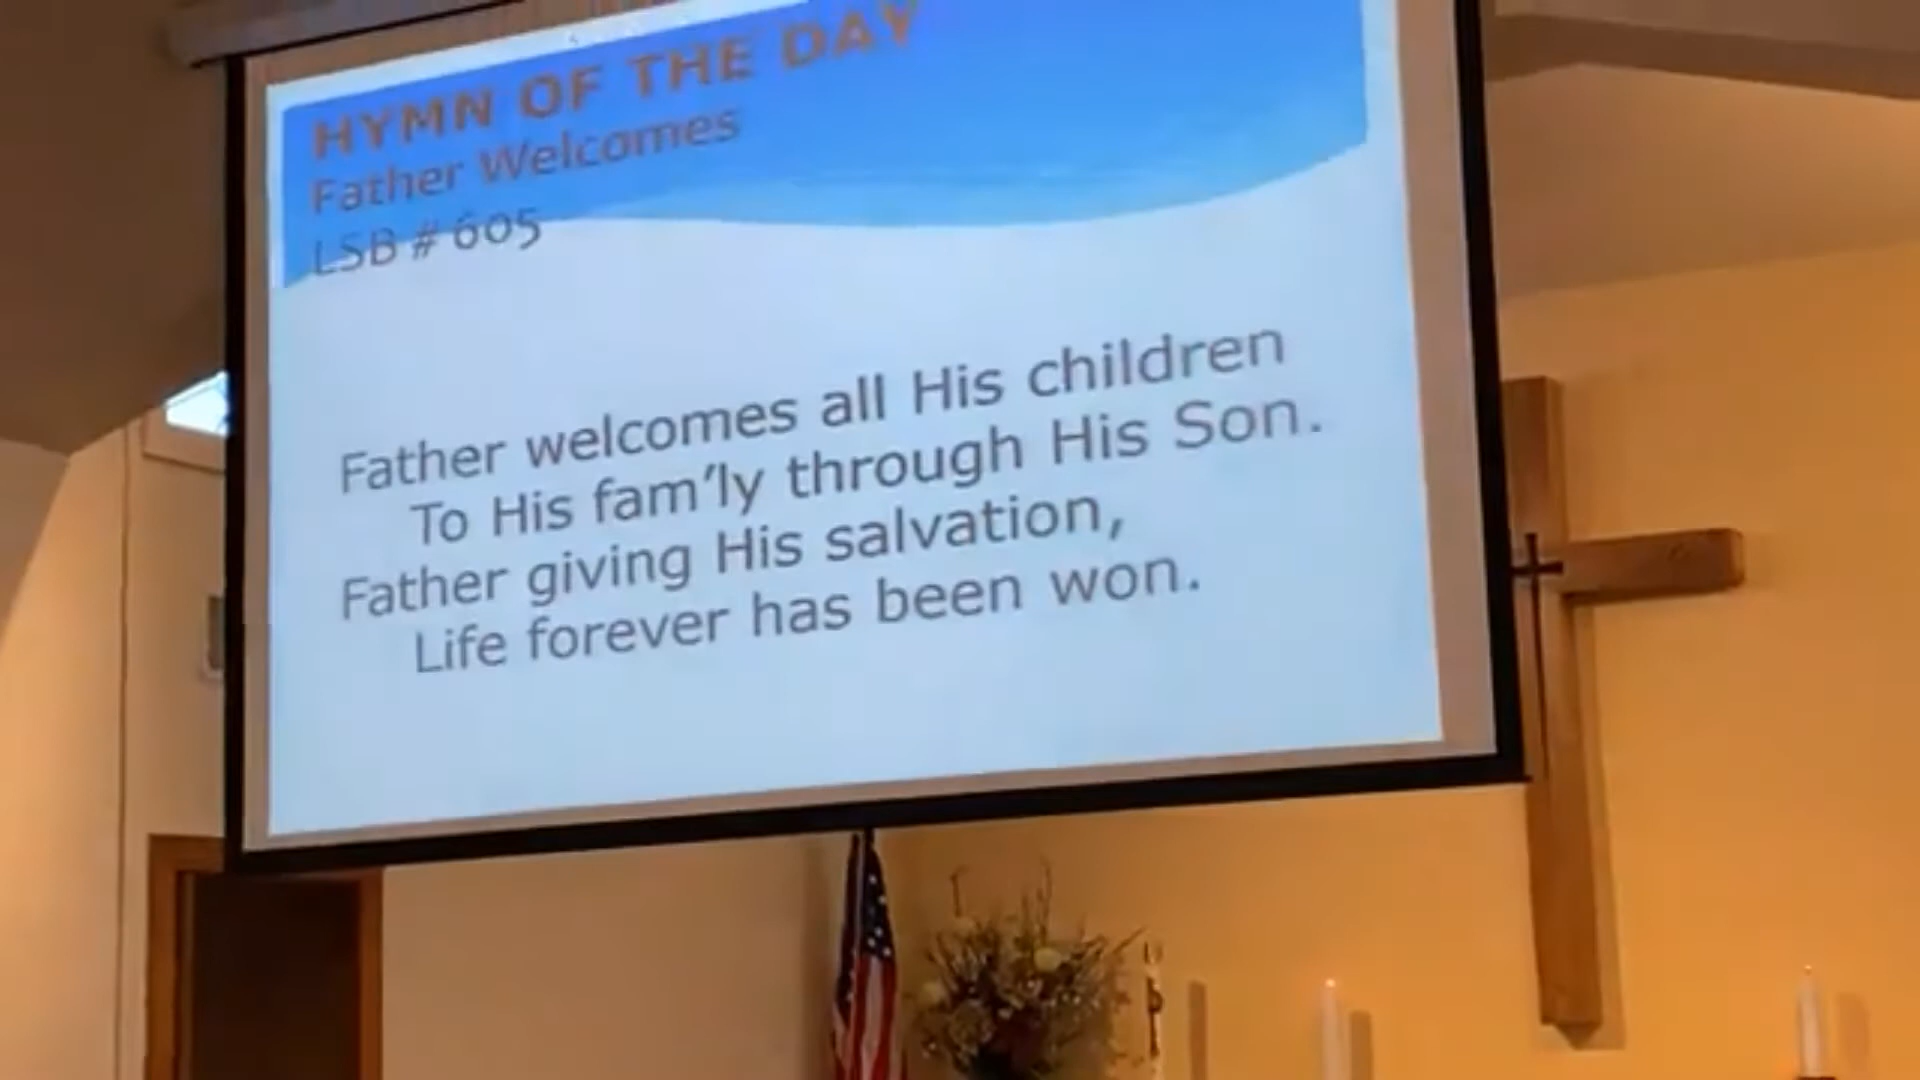 HYMN OF THE DAY
Father Welcomes
LSB # 605
Father welcomes all His children
To His fam’ly through His Son.
Father giving His salvation,
Life forever has been won.